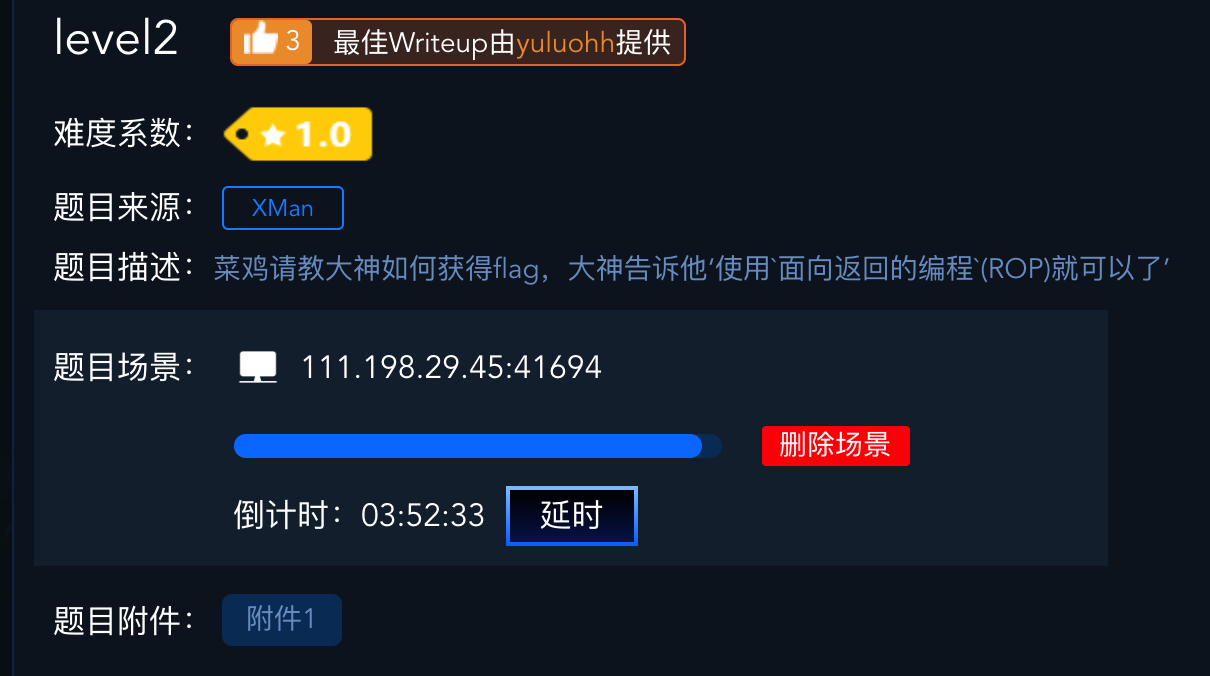 level2 3 最佳Writeup由yuluohh提供
难度系数： 1.0
题目来源： XMan
题目描述： 菜鸡请教大神如何获得flag，大神告诉他‘使用`面向返回的编程`(ROP)就可以了’
题目场景： 111.198.29.45:41694
删除场景
倒计时：03:52:33 延时
题目附件： 附件1